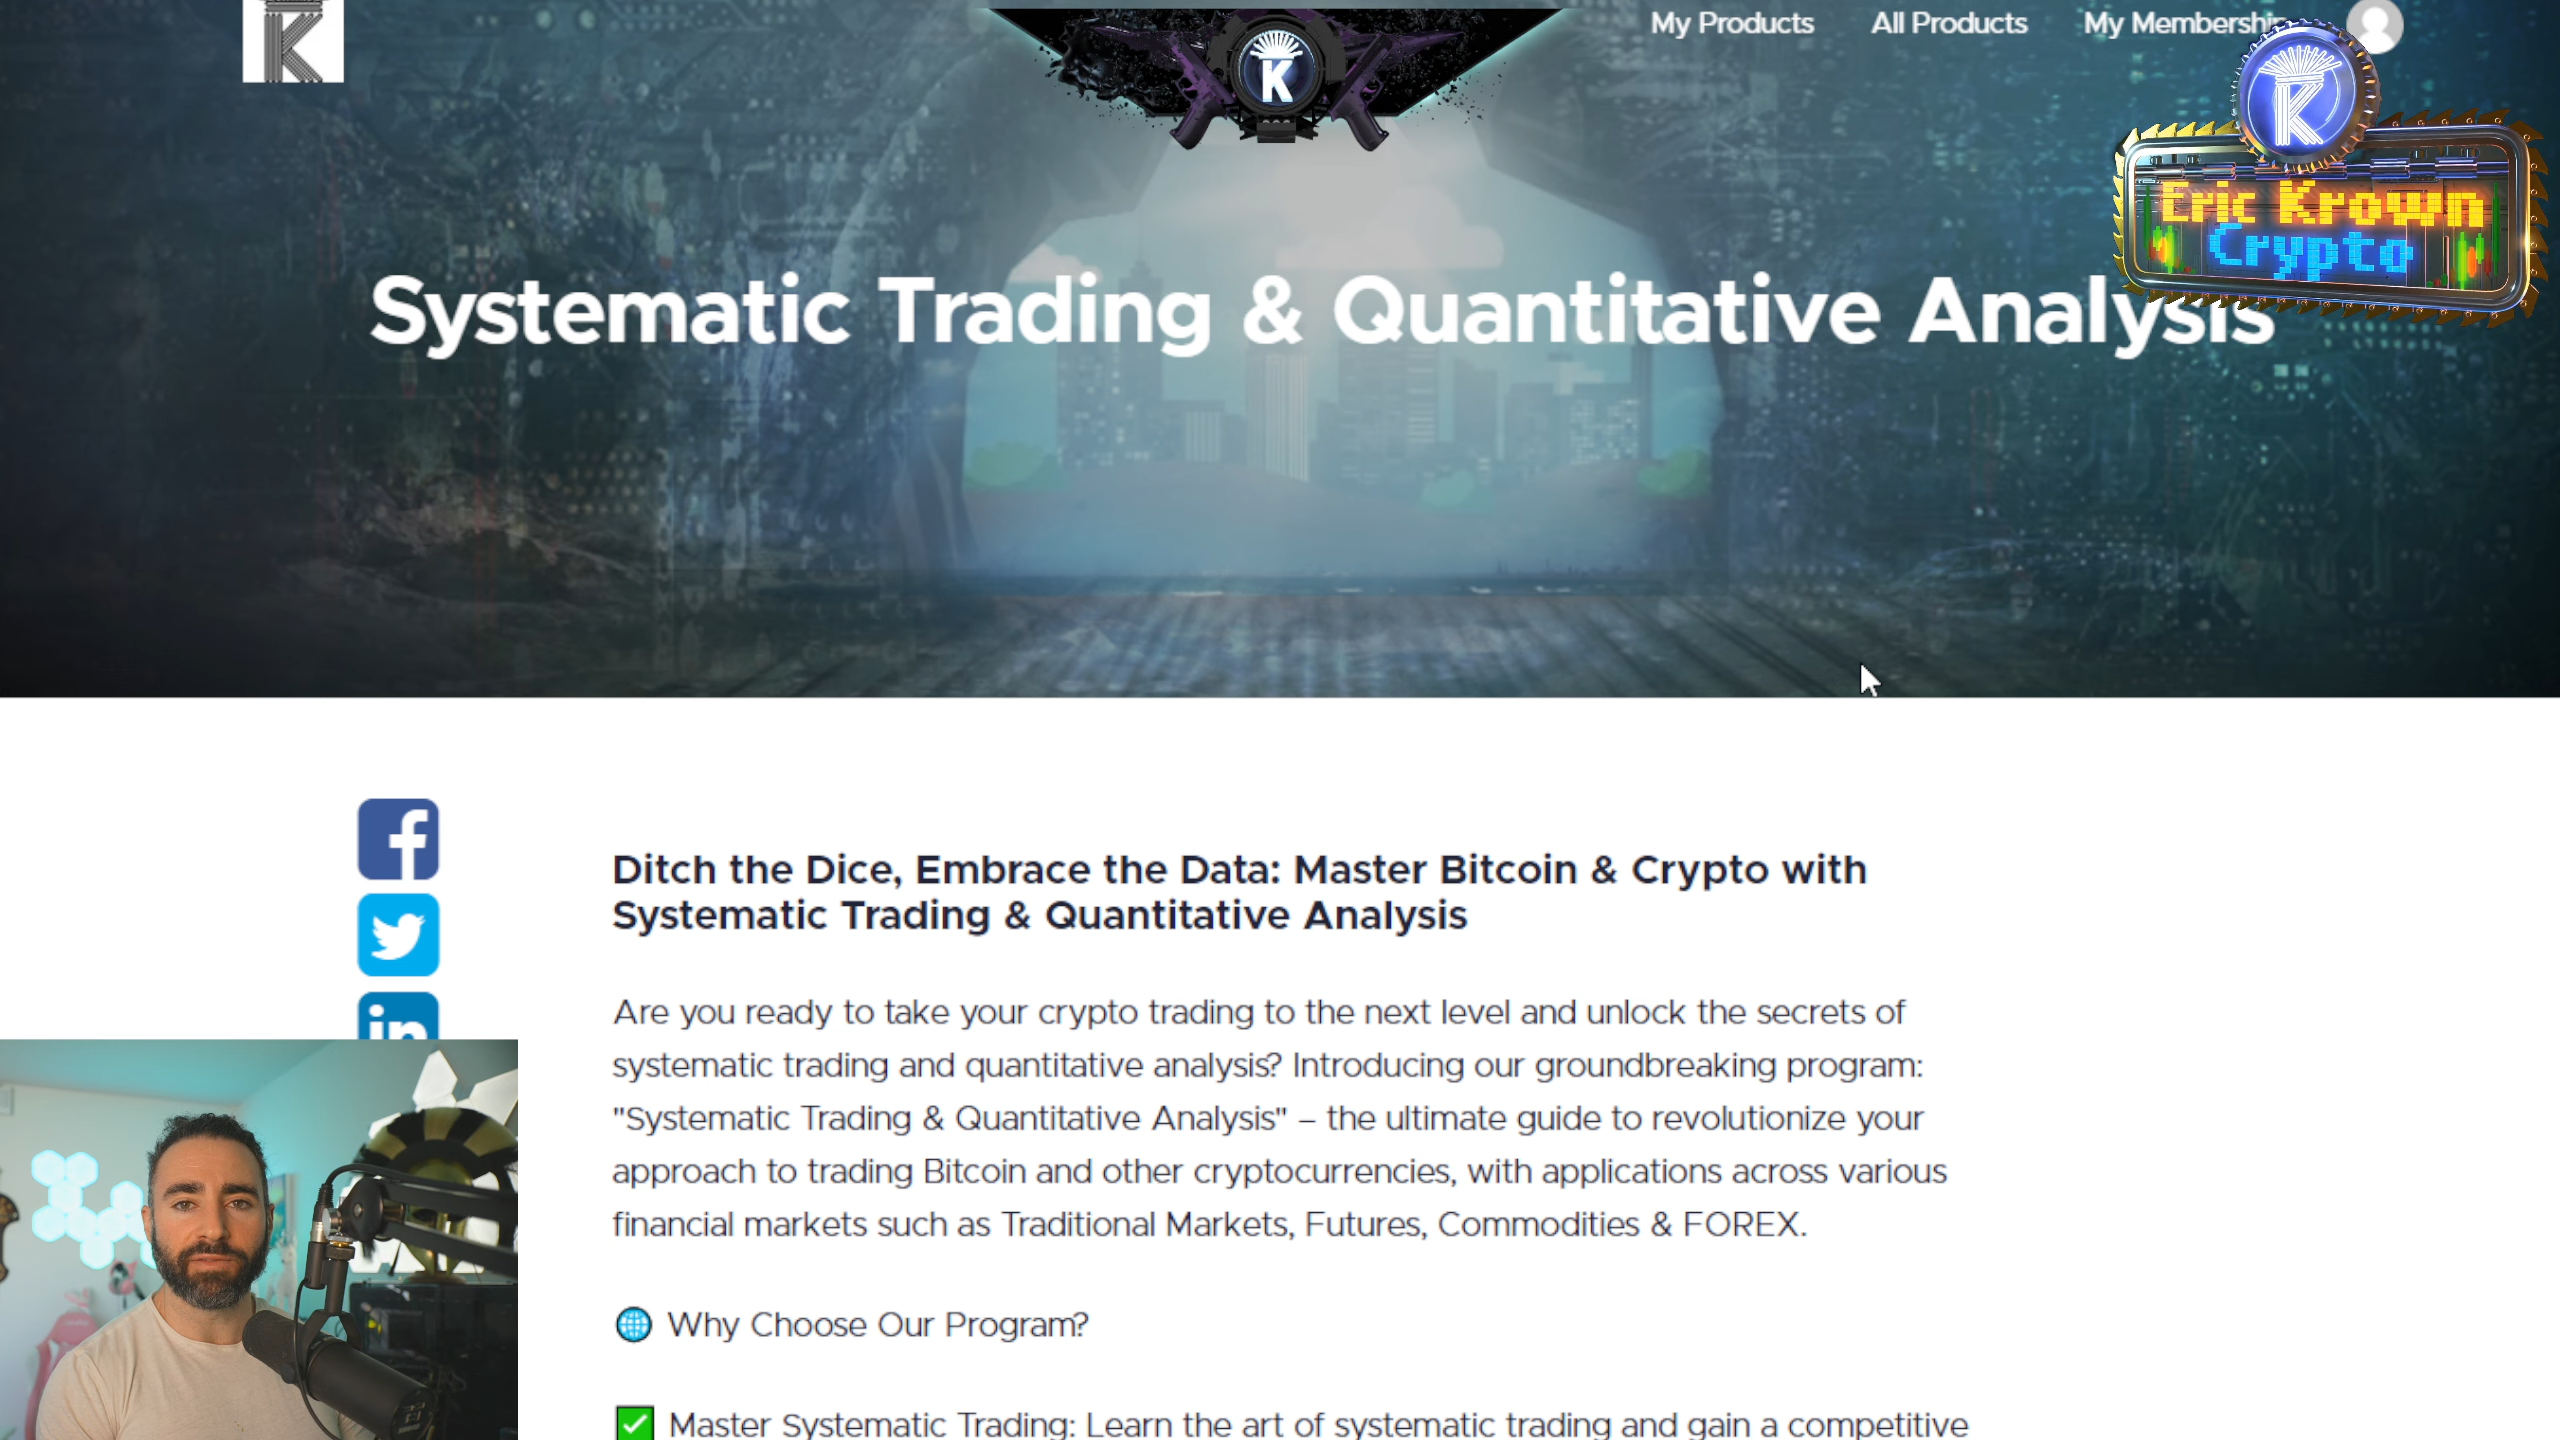 K
My Products All Products My Membership
K
K
Eric Krown
Crypto
Systematic Trading & Quantitative Analysis
Ditch the Dice, Embrace the Data: Master Bitcoin & Crypto with
Systematic Trading & Quantitative Analysis
Are you ready to take your crypto trading to the next level and unlock the secrets of
systematic trading and quantitative analysis? Introducing our groundbreaking program:
"Systematic Trading & Quantitative Analysis" – the ultimate guide to revolutionize your
approach to trading Bitcoin and other cryptocurrencies, with applications across various
financial markets such as Traditional Markets, Futures, Commodities & FOREX.
Why Choose Our Program?
Master Systematic Trading: Learn the art of systematic trading and gain a competitive